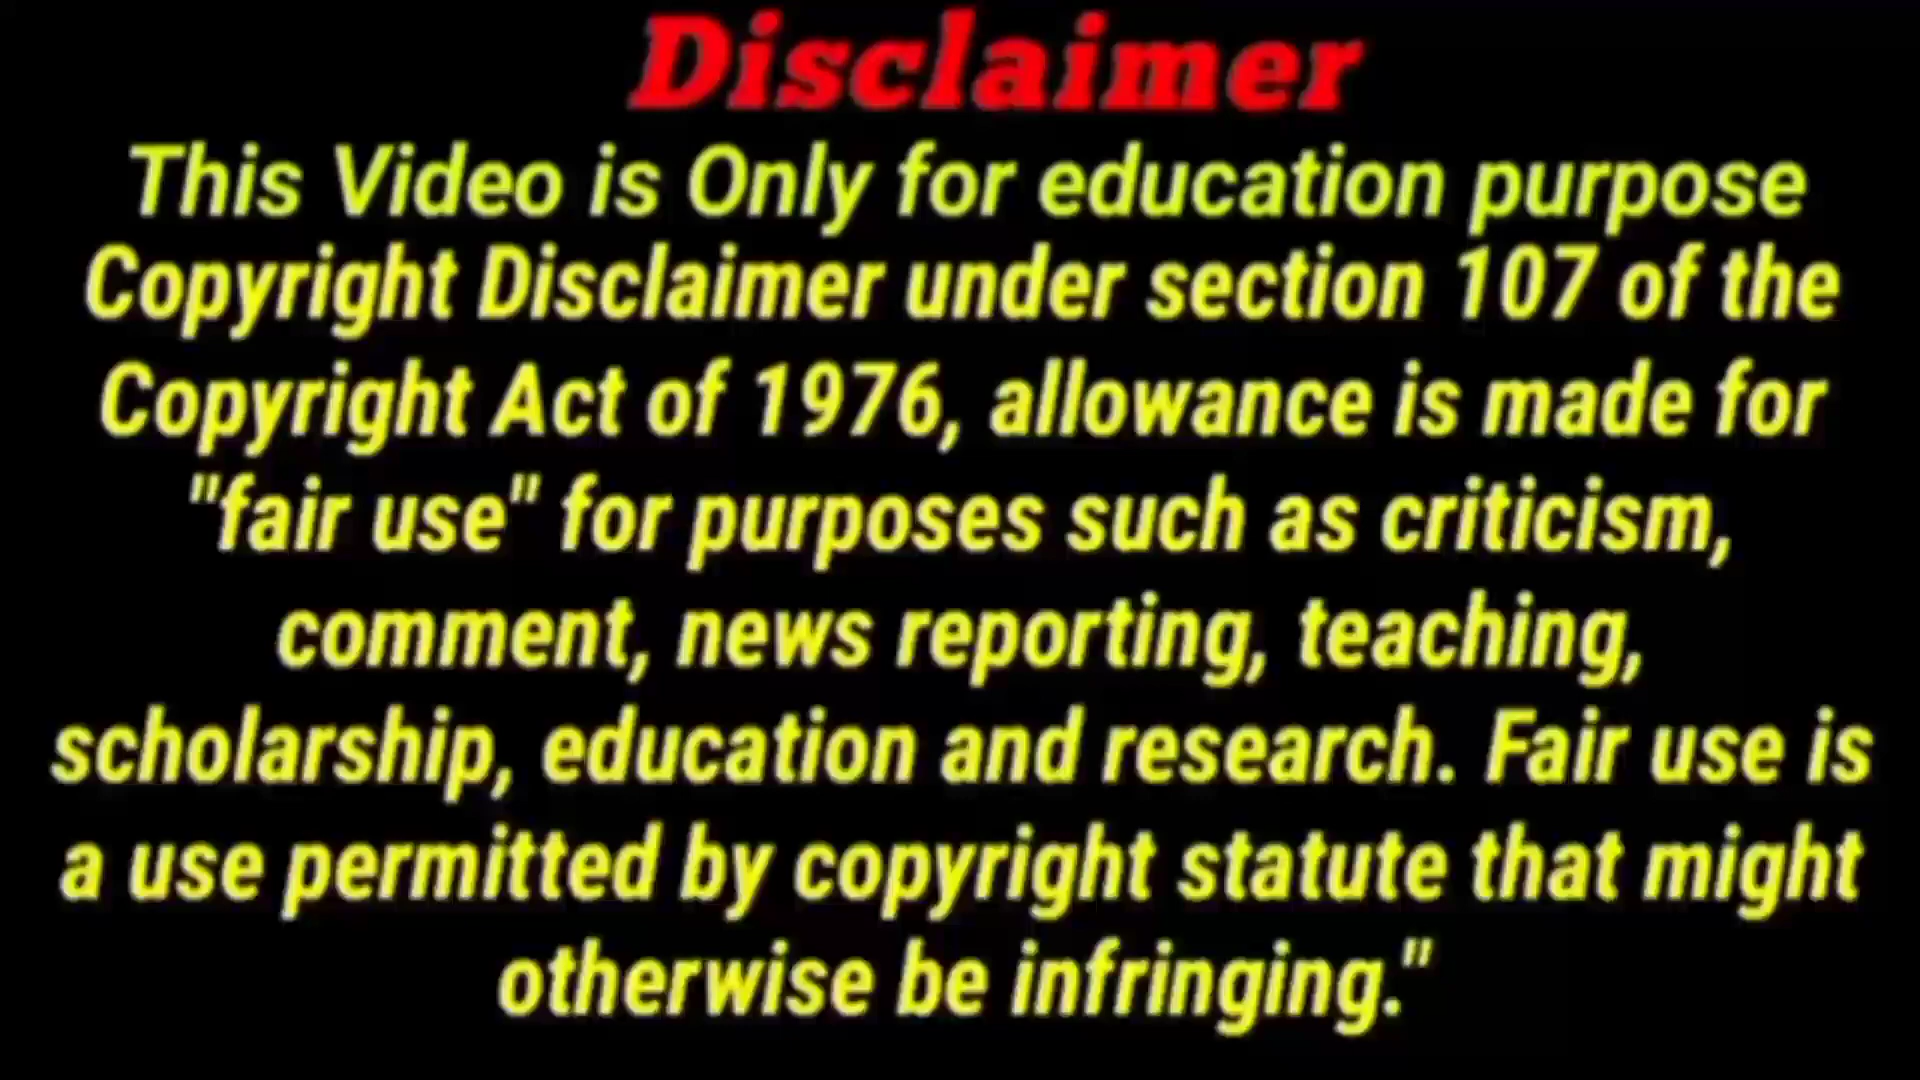 Disclaimer
This Video is Only for education purpose
Copyright Disclaimer under section 107 of the
Copyright Act of 1976, allowance is made for
"fair use" for purposes such as criticism,
comment, news reporting, teaching,
scholarship, education and research. Fair use is
a use permitted by copyright statute that might
otherwise be infringing."